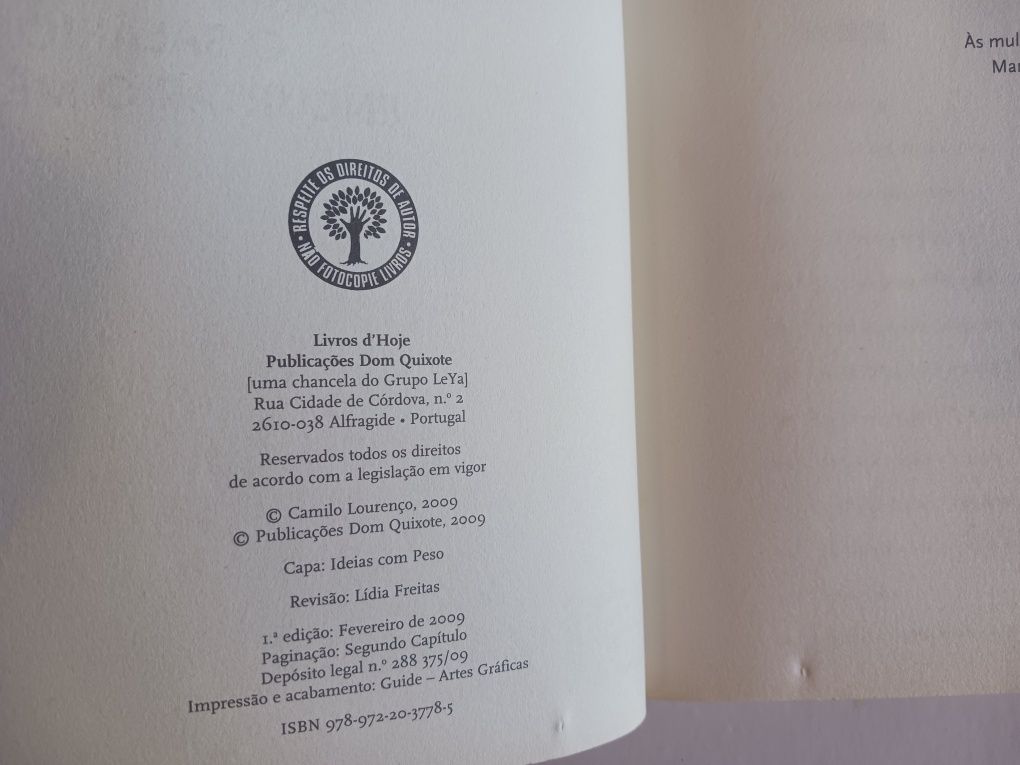 RESPEITE OS DIREITOS DE AUTOR
NÃO FOTOCOPIE LIVROS
Livros d'Hoje
Publicações Dom Quixote
[uma chancela do Grupo LeYa]
Rua Cidade de Córdova, n.º 2
2610-038 Alfragide • Portugal
Reservados todos os direitos
de acordo com a legislação em vigor
© Camilo Lourenço, 2009
© Publicações Dom Quixote, 2009
Capa: Ideias com Peso
Revisão: Lídia Freitas
1.ª edição: Fevereiro de 2009
Paginação: Segundo Capítulo
Depósito legal n.º 288 375/09
Impressão e acabamento: Guide – Artes Gráficas
ISBN 978-972-20-3778-5
Às